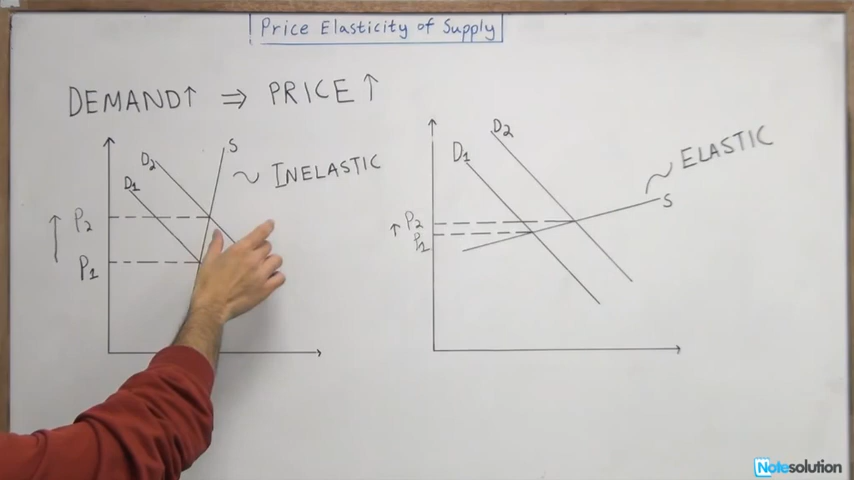 Price Elasticity of Supply
DEMAND↑ ⇒ PRICE↑
D2
S
INELASTIC
D1
P2
P1
D2
D1
ELASTIC
S
↑ P2
P1
Notesolution